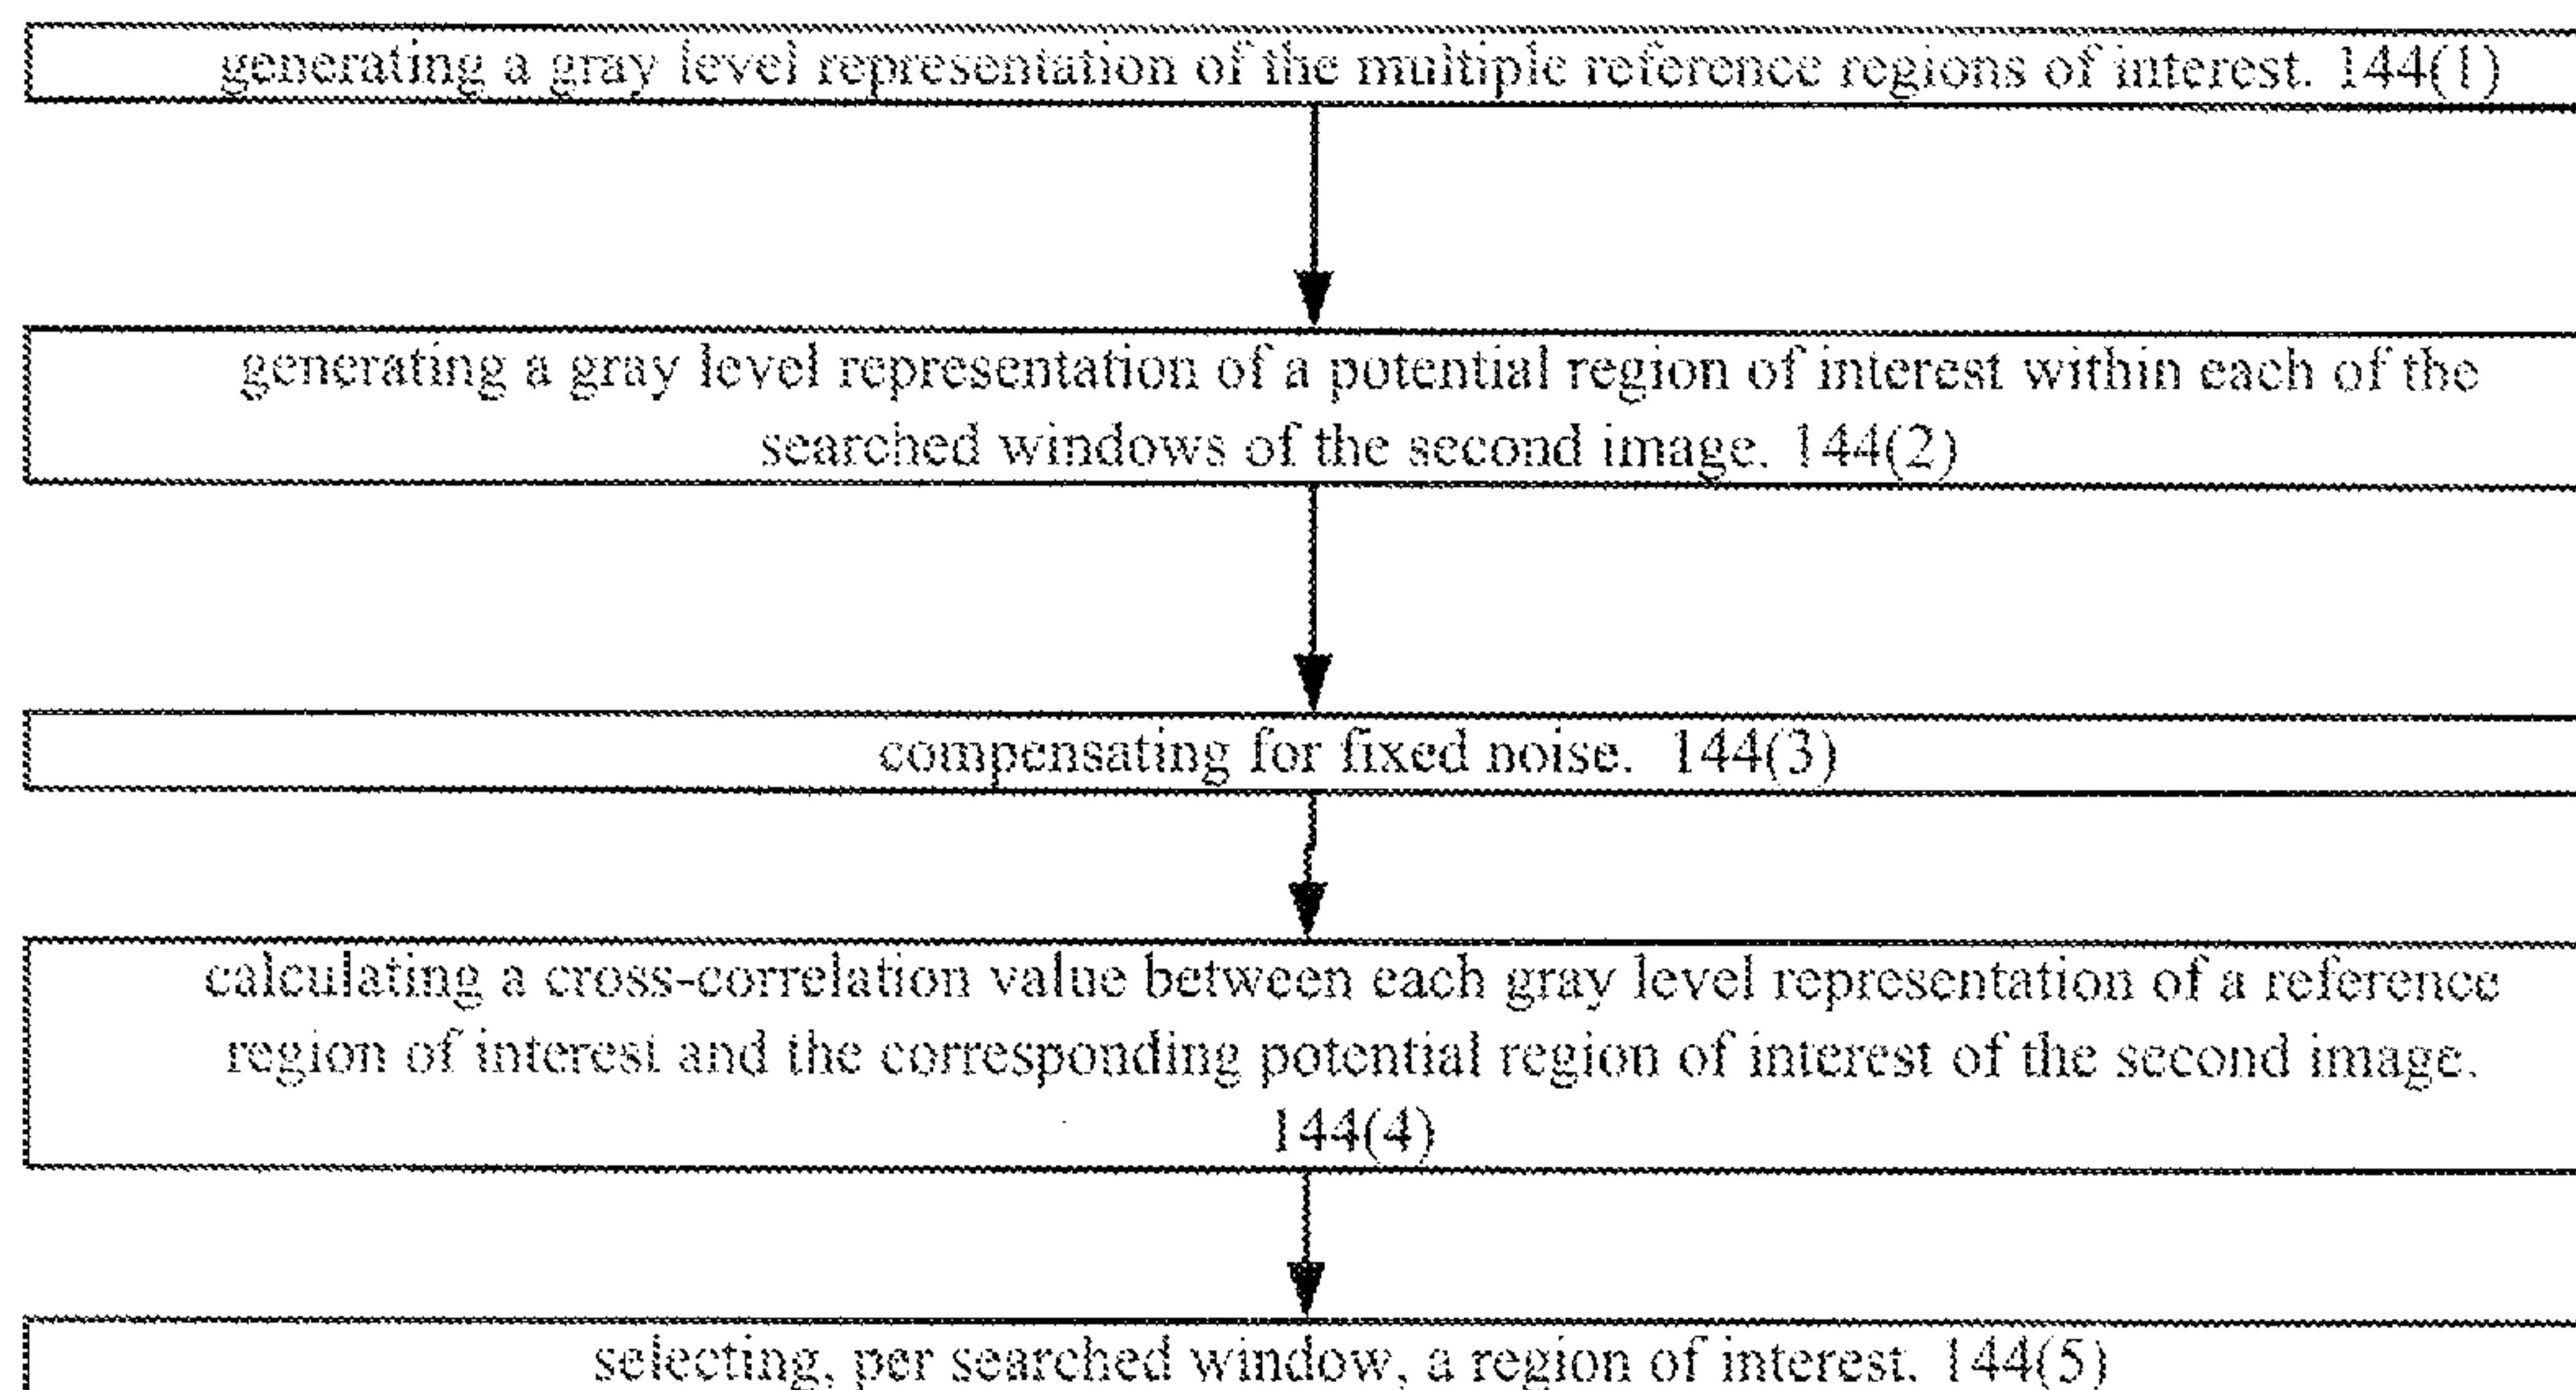 generating a gray level representation of the multiple reference regions of interest. 144(1)
generating a gray level representation of a potential region of interest within each of the
searched windows of the second image. 144(2)
compensating for fixed noise. 144(3)
calculating a cross-correlation value between each gray level representation of a reference
region of interest and the corresponding potential region of interest of the second image.
144(4)
selecting, per searched window, a region of interest. 144(5)